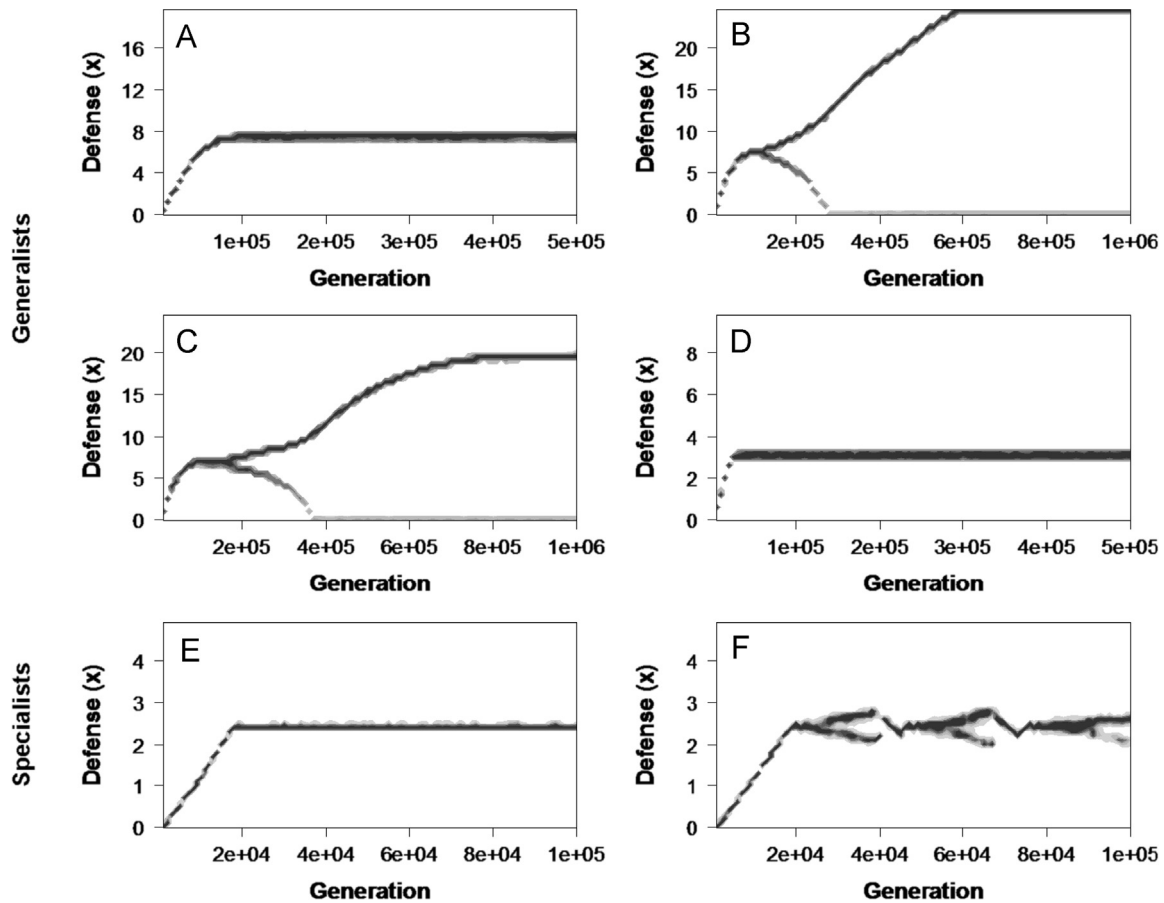 Generalists
A
Defense (x)
16
12
8
4
0
1e+05 2e+05 3e+05 4e+05 5e+05
Generation
B
Defense (x)
20
15
10
5
0
2e+05 4e+05 6e+05 8e+05 1e+06
Generation
C
Defense (x)
20
15
10
5
0
2e+05 4e+05 6e+05 8e+05 1e+06
Generation
D
Defense (x)
8
6
4
2
0
1e+05 2e+05 3e+05 4e+05 5e+05
Generation
Specialists
E
Defense (x)
4
3
2
1
0
2e+04 4e+04 6e+04 8e+04 1e+05
Generation
F
Defense (x)
4
3
2
1
0
2e+04 4e+04 6e+04 8e+04 1e+05
Generation